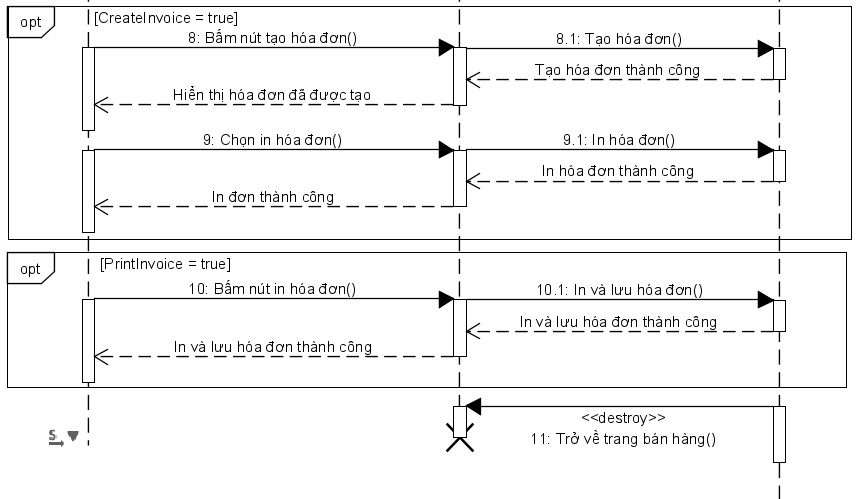 opt
[CreateInvoice = true]
8: Bấm nút tạo hóa đơn()
8.1: Tạo hóa đơn()
Tạo hóa đơn thành công
Hiển thị hóa đơn đã được tạo
9: Chọn in hóa đơn()
9.1: In hóa đơn()
In hóa đơn thành công
In đơn thành công
opt
[PrintInvoice = true]
10: Bấm nút in hóa đơn()
10.1: In và lưu hóa đơn()
In và lưu hóa đơn thành công
In và lưu hóa đơn thành công
<<destroy>>
11: Trở về trang bán hàng()
S